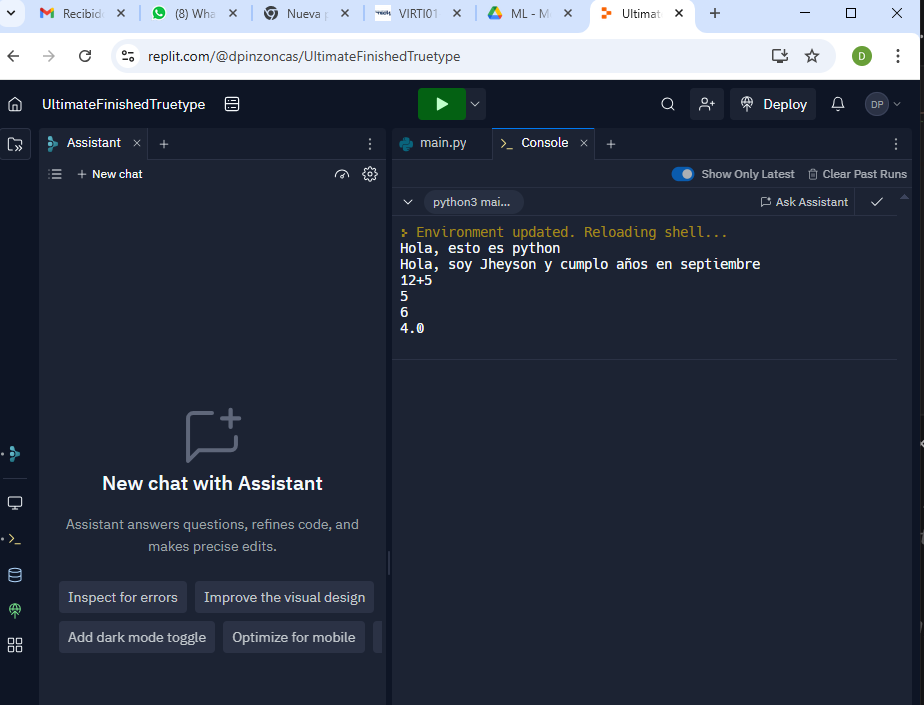 Recibid
(8) Wha
Nueva
VIRTI01
ML - M
Ultimat
replit.com/@dpinzoncas/UltimateFinishedTruetype
D
UltimateFinishedTruetype
Deploy
DP
Assistant
New chat
main.py
Console
Show Only Latest
Clear Past Runs
python3 mai...
Ask Assistant
Environment updated. Reloading shell...
Hola, esto es python
Hola, soy Jheyson y cumplo años en septiembre
12+5
5
6
4.0
New chat with Assistant
Assistant answers questions, refines code, and
makes precise edits.
Inspect for errors
Improve the visual design
Add dark mode toggle
Optimize for mobile